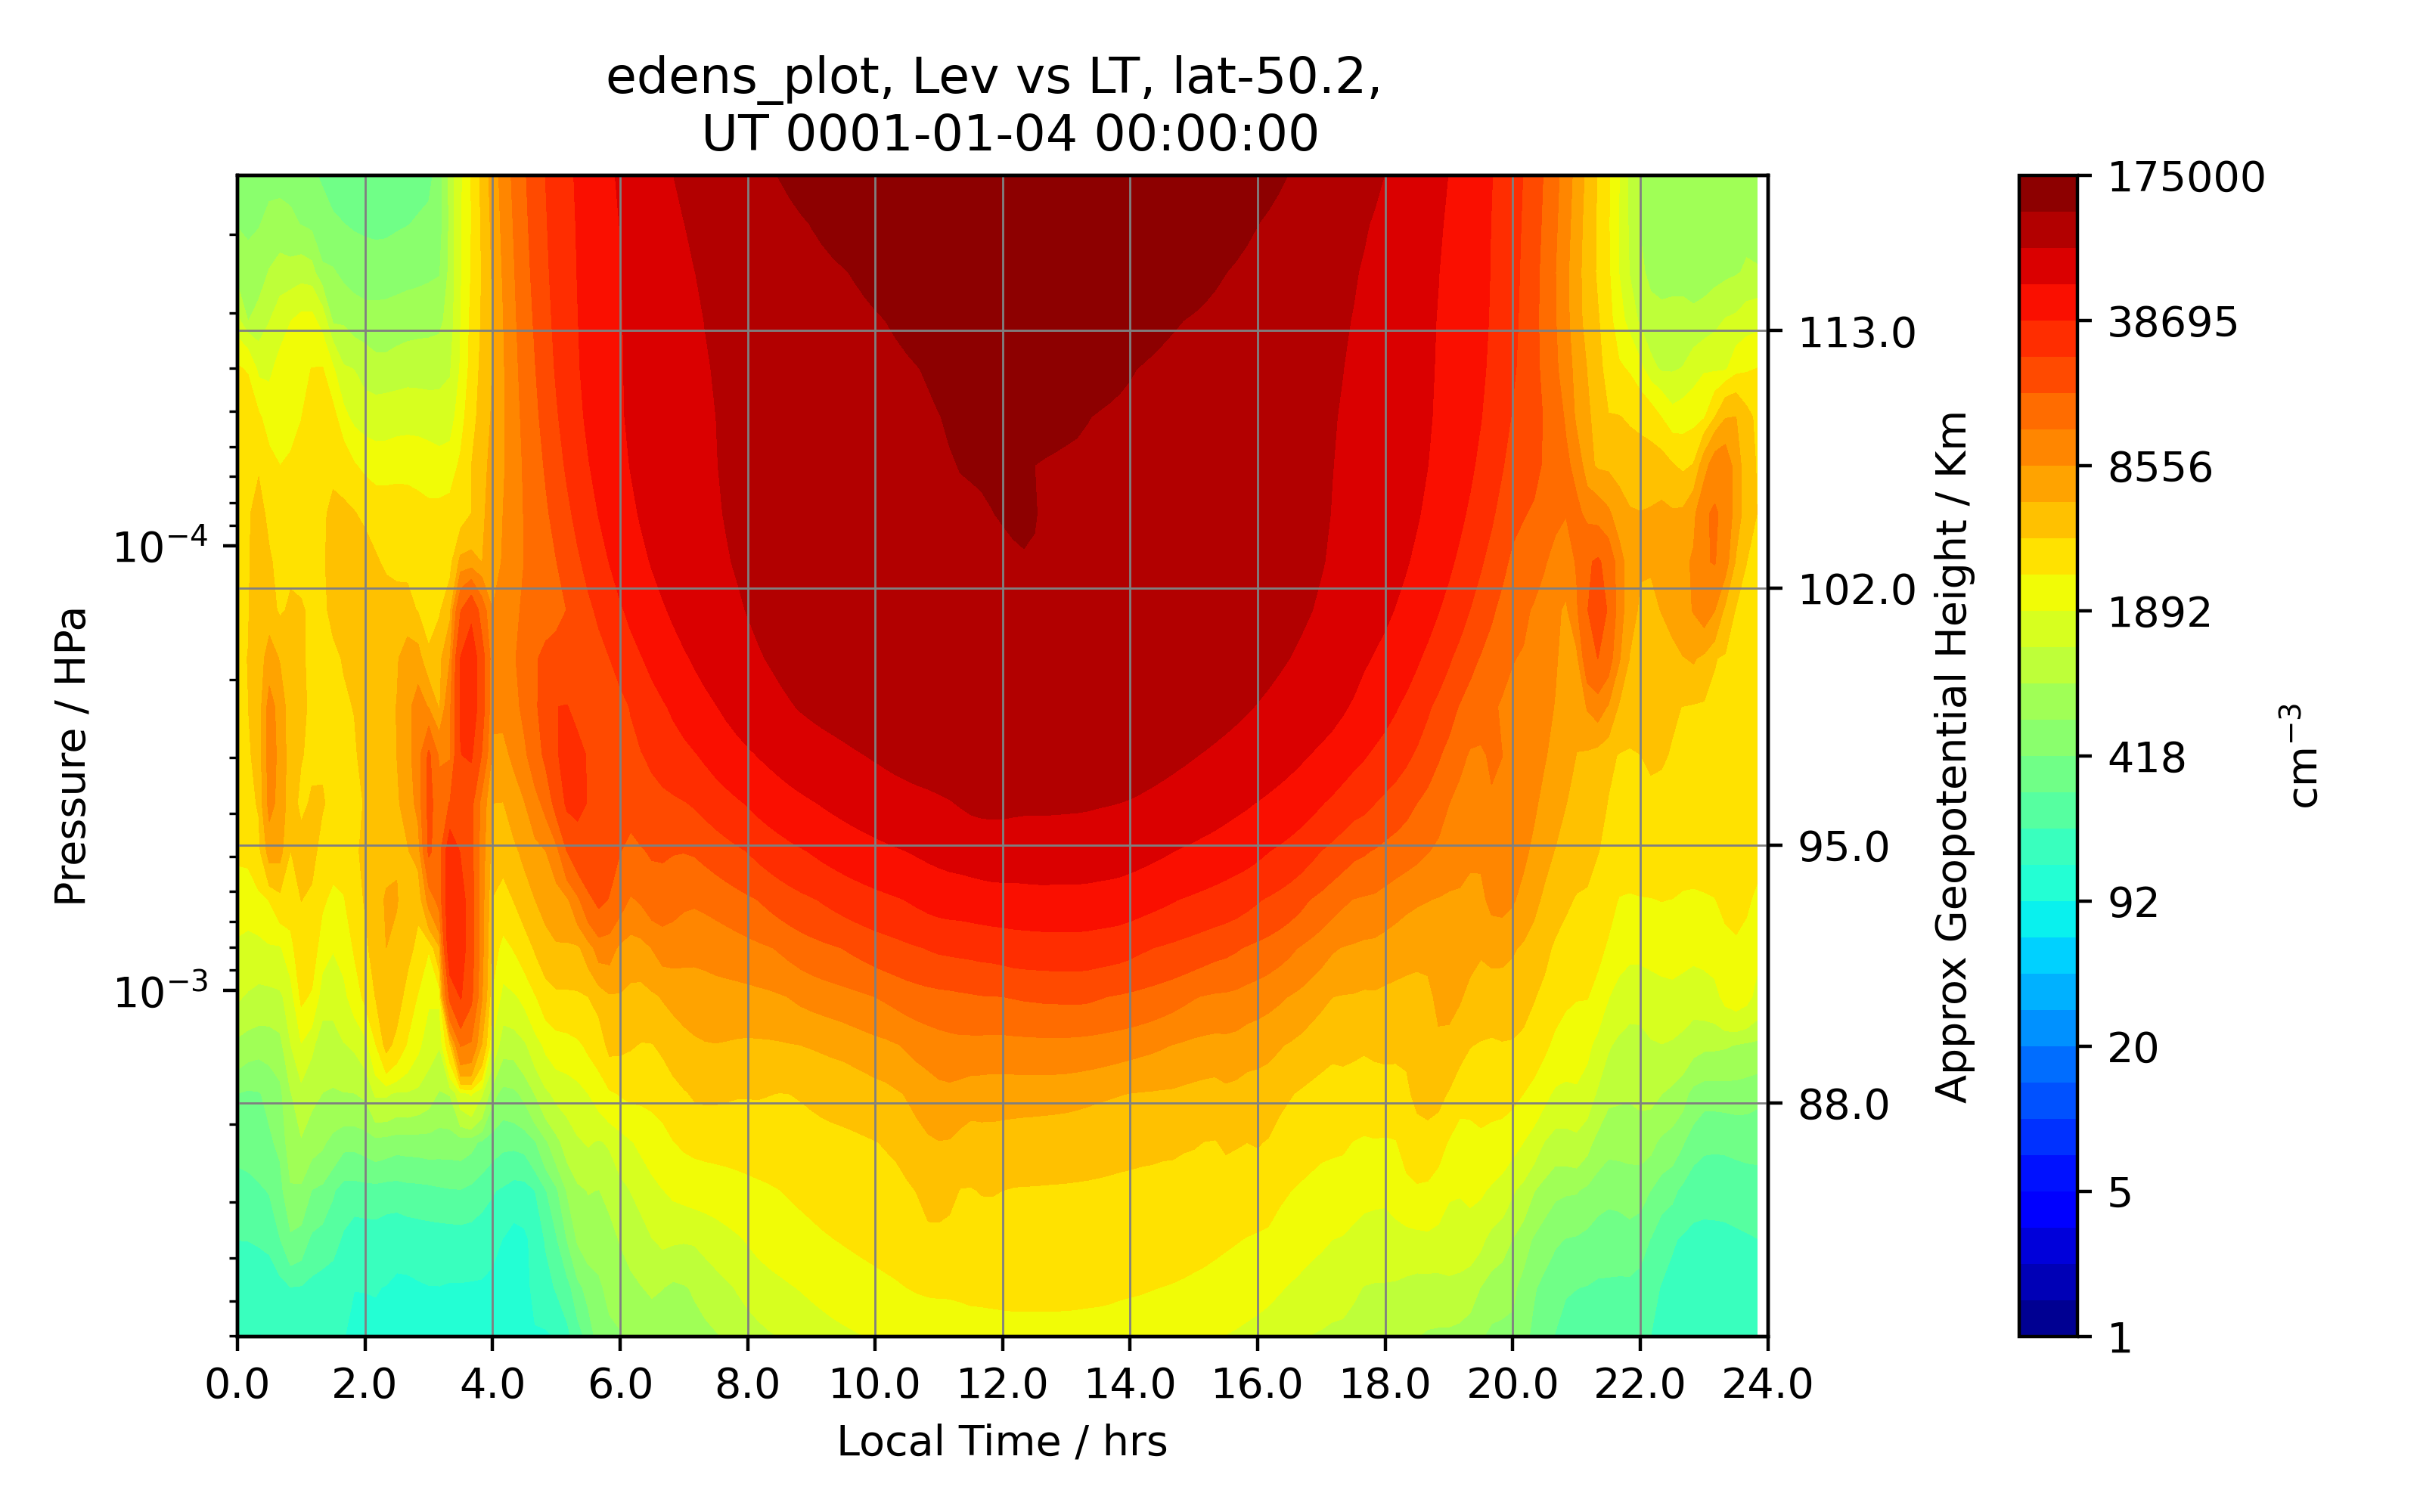 edens_plot, Lev vs LT, lat-50.2,
UT 0001-01-04 00:00:00
Pressure / HPa
10⁻⁴
10⁻³
0.0 2.0 4.0 6.0 8.0 10.0 12.0 14.0 16.0 18.0 20.0 22.0 24.0
Local Time / hrs
113.0
102.0
95.0
88.0
Approx Geopotential Height / Km
175000
38695
8556
1892
418
92
20
5
1
cm⁻³